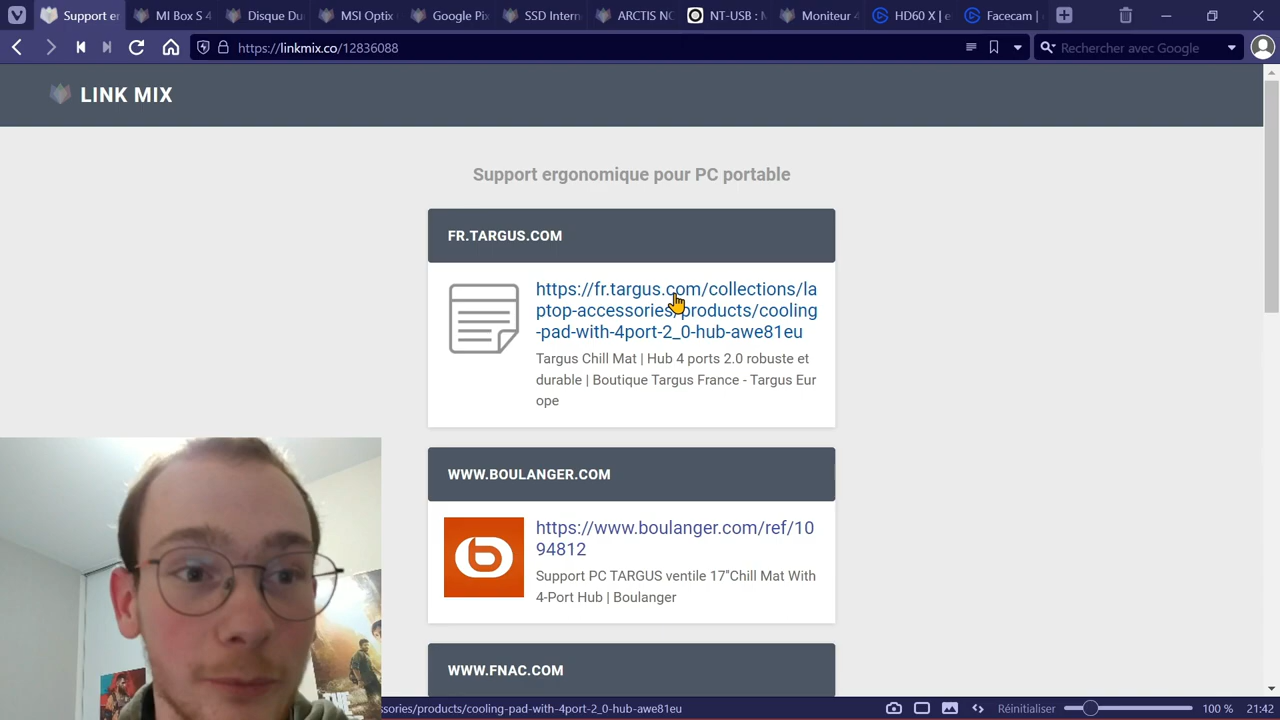 Support er
MI Box S 4
Disque Du
MSI Optix
Google Pix
SSD Intern
ARCTIS NO
NT-USB : M
Moniteur 4
HD60 X | e
Facecam |
https://linkmix.co/12836088
Rechercher avec Google
LINK MIX
Support ergonomique pour PC portable
FR.TARGUS.COM
https://fr.targus.com/collections/la
ptop-accessories/products/cooling
-pad-with-4port-2_0-hub-awe81eu
Targus Chill Mat | Hub 4 ports 2.0 robuste et
durable | Boutique Targus France - Targus Eur
ope
WWW.BOULANGER.COM
https://www.boulanger.com/ref/10
94812
Support PC TARGUS ventile 17"Chill Mat With
4-Port Hub | Boulanger
WWW.FNAC.COM
sories/products/cooling-pad-with-4port-2_0-hub-awe81eu
Réinitialiser
100 %
21:42